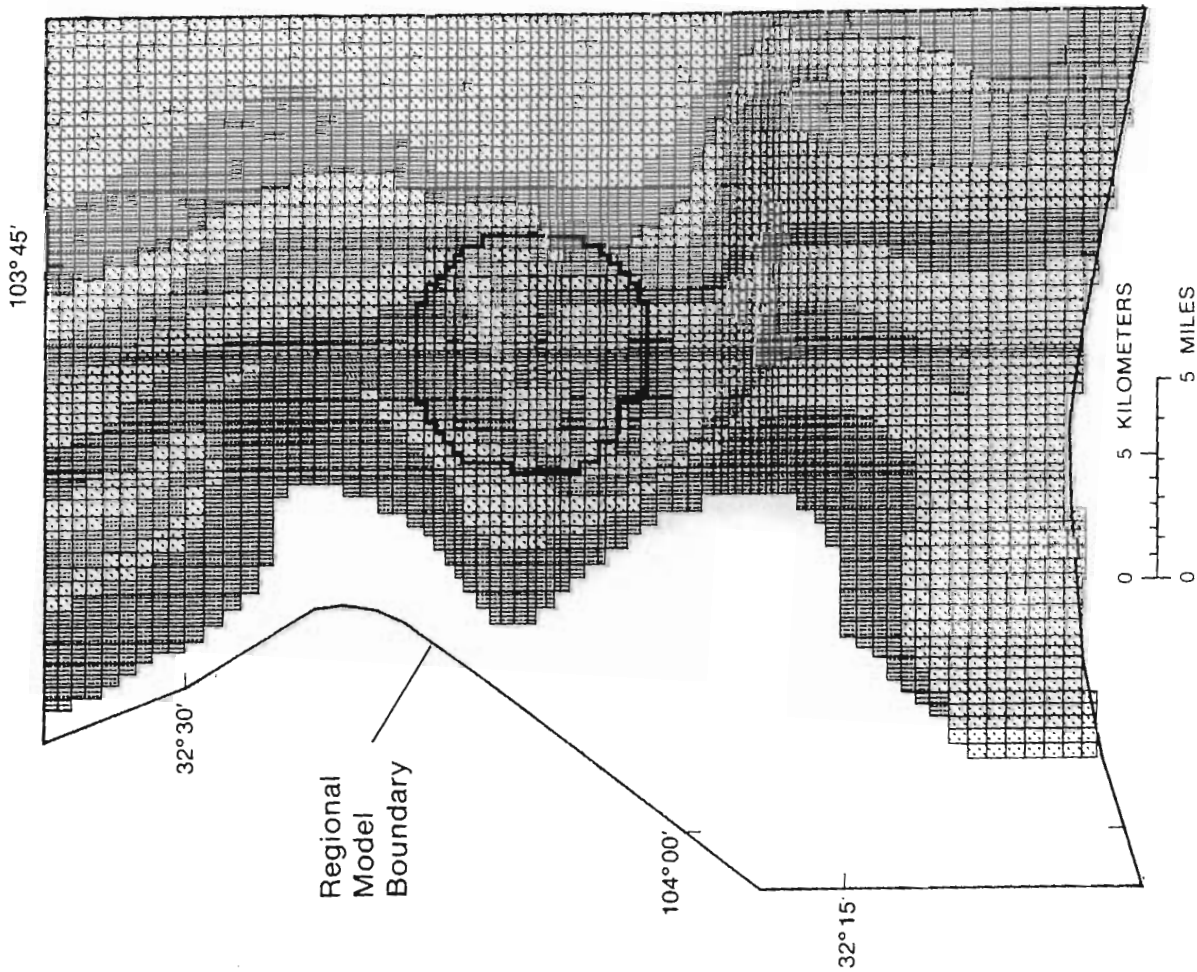 103° 45'
32° 30'
Regional
Model
Boundary
104° 00'
32° 15'
0 5 KILOMETERS
0 5 MILES